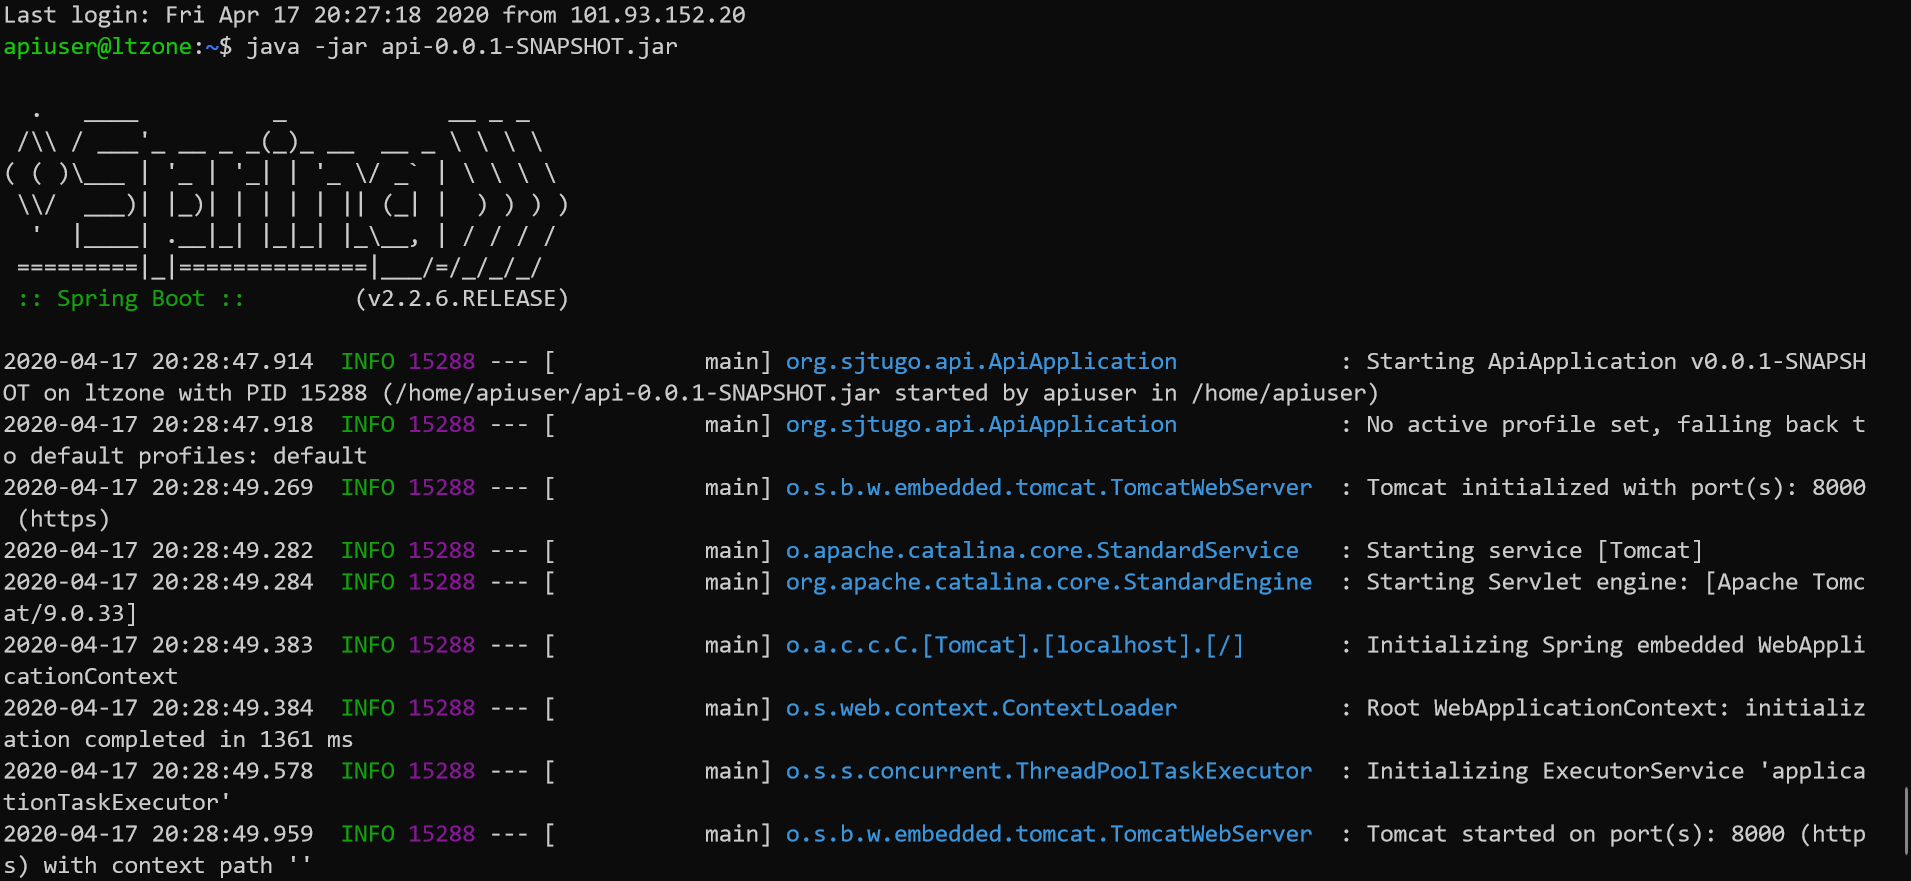 Last login: Fri Apr 17 20:27:18 2020 from 101.93.152.20
apiuser@ltzone:~$ java -jar api-0.0.1-SNAPSHOT.jar

  .   ____          _            __ _ _
 /\\ / ___'_ __ _ _(_)_ __  __ _ \ \ \ \
( ( )\___ | '_ | '_| | '_ \/ _` | \ \ \ \
 \\/  ___)| |_)| | | | | || (_| |  ) ) ) )
  '  |____| .__|_| |_|_| |_\__, | / / / /
 =========|_|==============|___/=/_/_/_/
 :: Spring Boot ::        (v2.2.6.RELEASE)

2020-04-17 20:28:47.914  INFO 15288 --- [           main] org.sjtugo.api.ApiApplication            : Starting ApiApplication v0.0.1-SNAPSH
OT on ltzone with PID 15288 (/home/apiuser/api-0.0.1-SNAPSHOT.jar started by apiuser in /home/apiuser)
2020-04-17 20:28:47.918  INFO 15288 --- [           main] org.sjtugo.api.ApiApplication            : No active profile set, falling back t
o default profiles: default
2020-04-17 20:28:49.269  INFO 15288 --- [           main] o.s.b.w.embedded.tomcat.TomcatWebServer  : Tomcat initialized with port(s): 8000
 (https)
2020-04-17 20:28:49.282  INFO 15288 --- [           main] o.apache.catalina.core.StandardService   : Starting service [Tomcat]
2020-04-17 20:28:49.284  INFO 15288 --- [           main] org.apache.catalina.core.StandardEngine  : Starting Servlet engine: [Apache Tomc
at/9.0.33]
2020-04-17 20:28:49.383  INFO 15288 --- [           main] o.a.c.c.C.[Tomcat].[localhost].[/]       : Initializing Spring embedded WebAppli
cationContext
2020-04-17 20:28:49.384  INFO 15288 --- [           main] o.s.web.context.ContextLoader            : Root WebApplicationContext: initializ
ation completed in 1361 ms
2020-04-17 20:28:49.578  INFO 15288 --- [           main] o.s.s.concurrent.ThreadPoolTaskExecutor  : Initializing ExecutorService 'applica
tionTaskExecutor'
2020-04-17 20:28:49.959  INFO 15288 --- [           main] o.s.b.w.embedded.tomcat.TomcatWebServer  : Tomcat started on port(s): 8000 (http
s) with context path ''